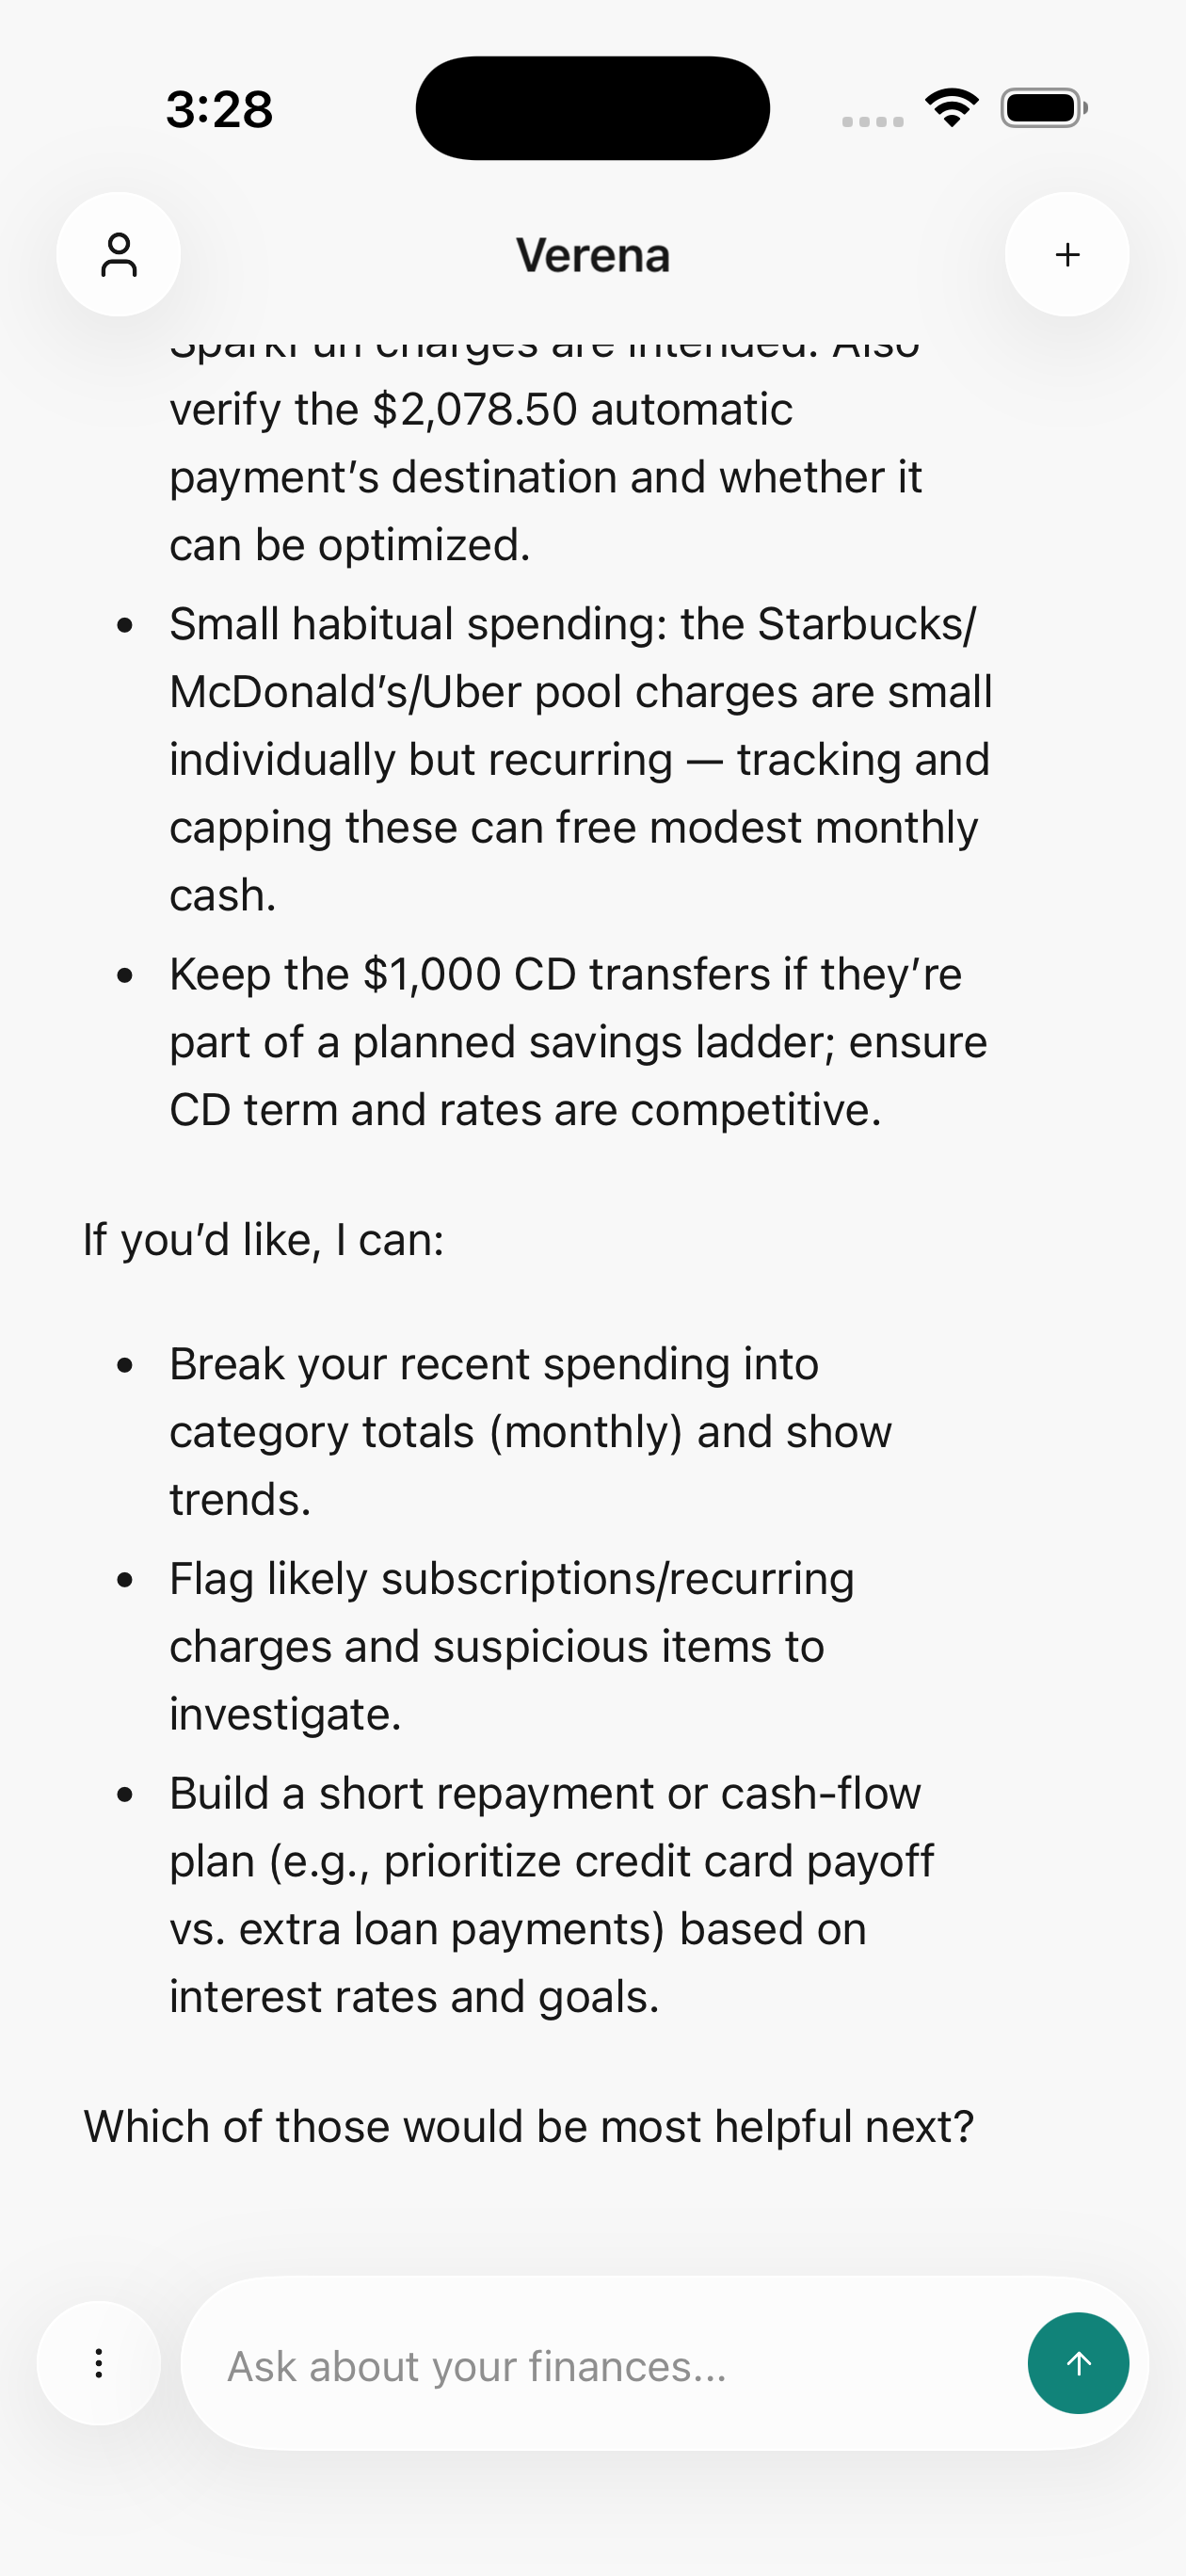 3:28
Verena
SparkFun charges are intended. Also
verify the $2,078.50 automatic
payment’s destination and whether it
can be optimized.
• Small habitual spending: the Starbucks/
McDonald’s/Uber pool charges are small
individually but recurring — tracking and
capping these can free modest monthly
cash.
• Keep the $1,000 CD transfers if they’re
part of a planned savings ladder; ensure
CD term and rates are competitive.
If you’d like, I can:
• Break your recent spending into
category totals (monthly) and show
trends.
• Flag likely subscriptions/recurring
charges and suspicious items to
investigate.
• Build a short repayment or cash-flow
plan (e.g., prioritize credit card payoff
vs. extra loan payments) based on
interest rates and goals.
Which of those would be most helpful next?
Ask about your finances...